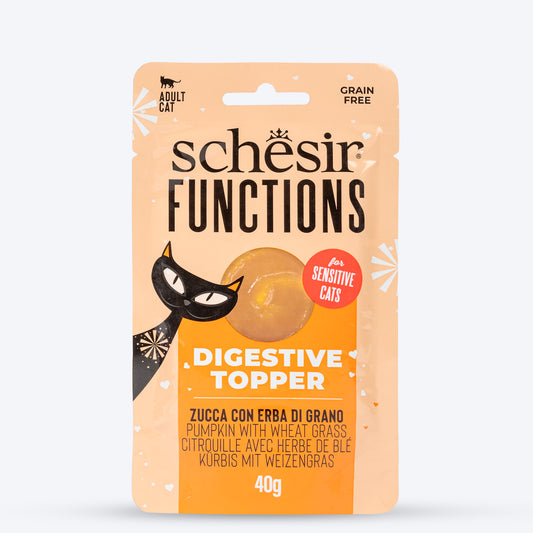 ADULT
CAT
GRAIN
FREE
schesir®
FUNCTIONS
for
SENSITIVE
CATS
DIGESTIVE
TOPPER
ZUCCA CON ERBA DI GRANO
PUMPKIN WITH WHEAT GRASS
CITROUILLE AVEC HERBE DE BLÉ
KÜRBIS MIT WEIZENGRAS
40g